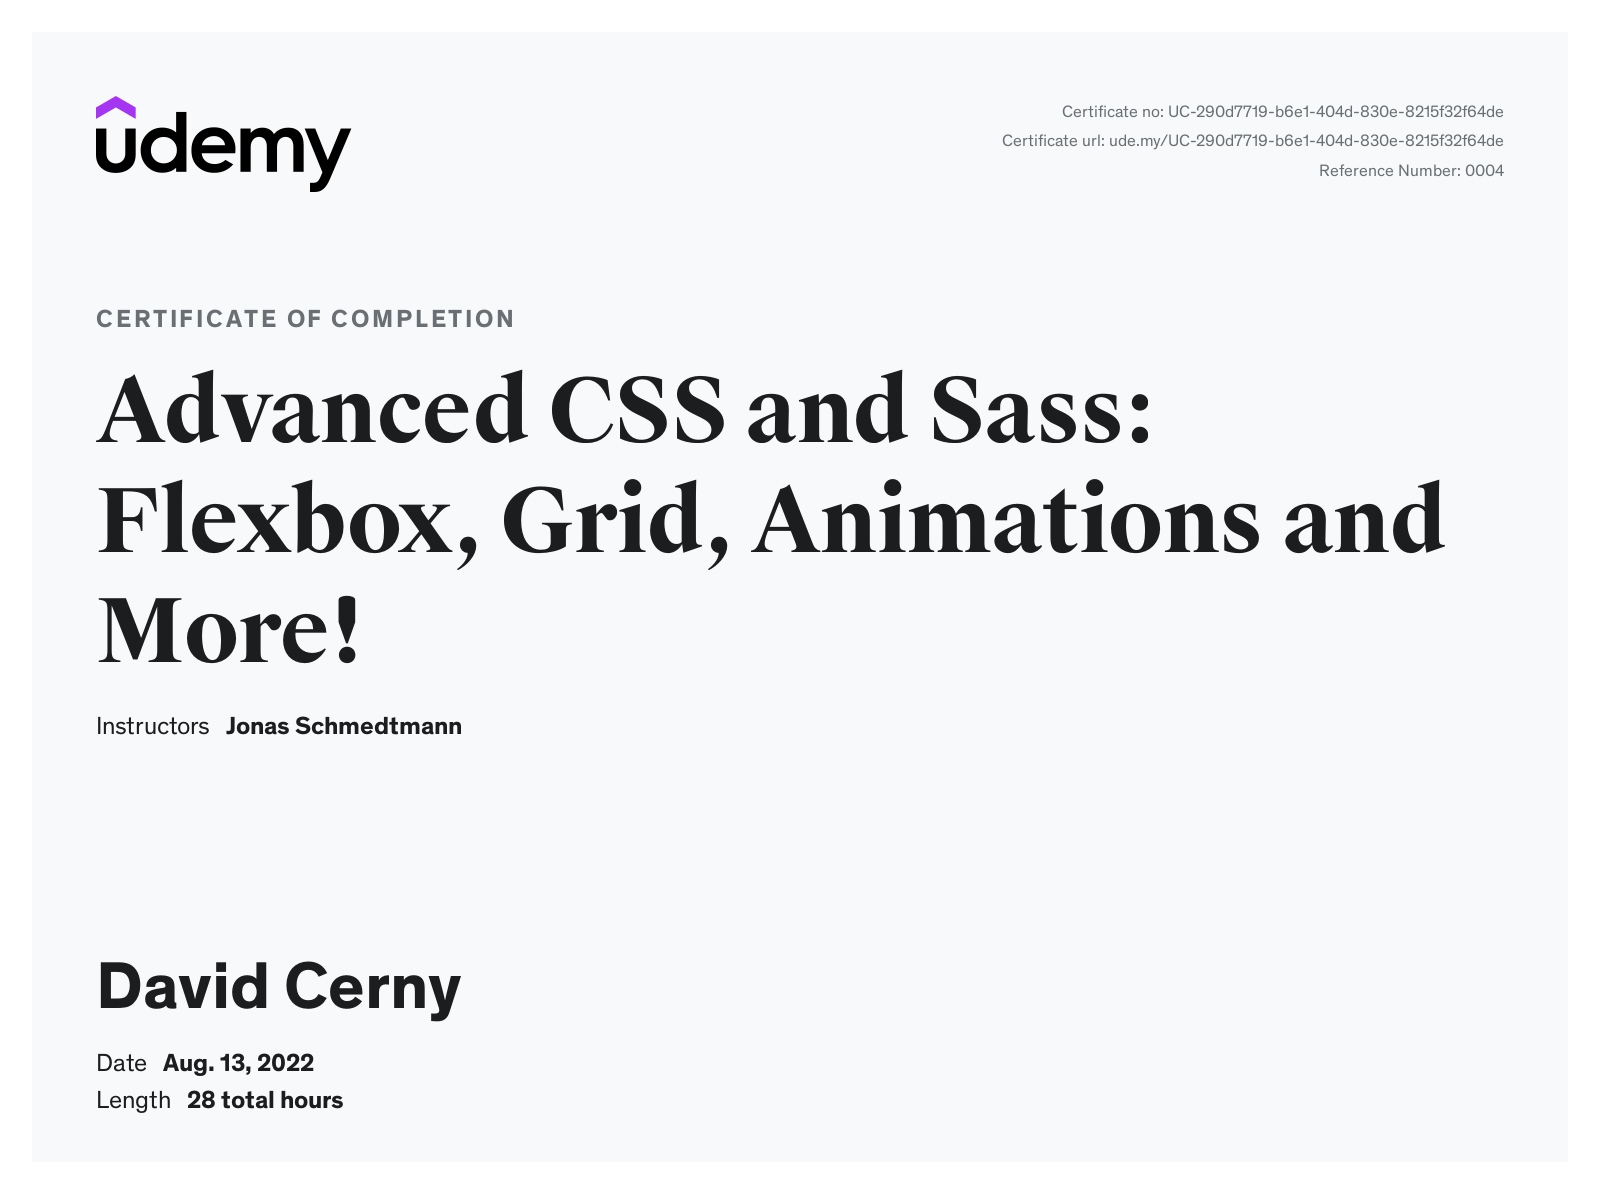 udemy
Certificate no: UC-290d7719-b6e1-404d-830e-8215f32f64de
Certificate url: ude.my/UC-290d7719-b6e1-404d-830e-8215f32f64de
Reference Number: 0004
CERTIFICATE OF COMPLETION
Advanced CSS and Sass:
Flexbox, Grid, Animations and
More!
Instructors Jonas Schmedtmann
David Cerny
Date Aug. 13, 2022
Length 28 total hours